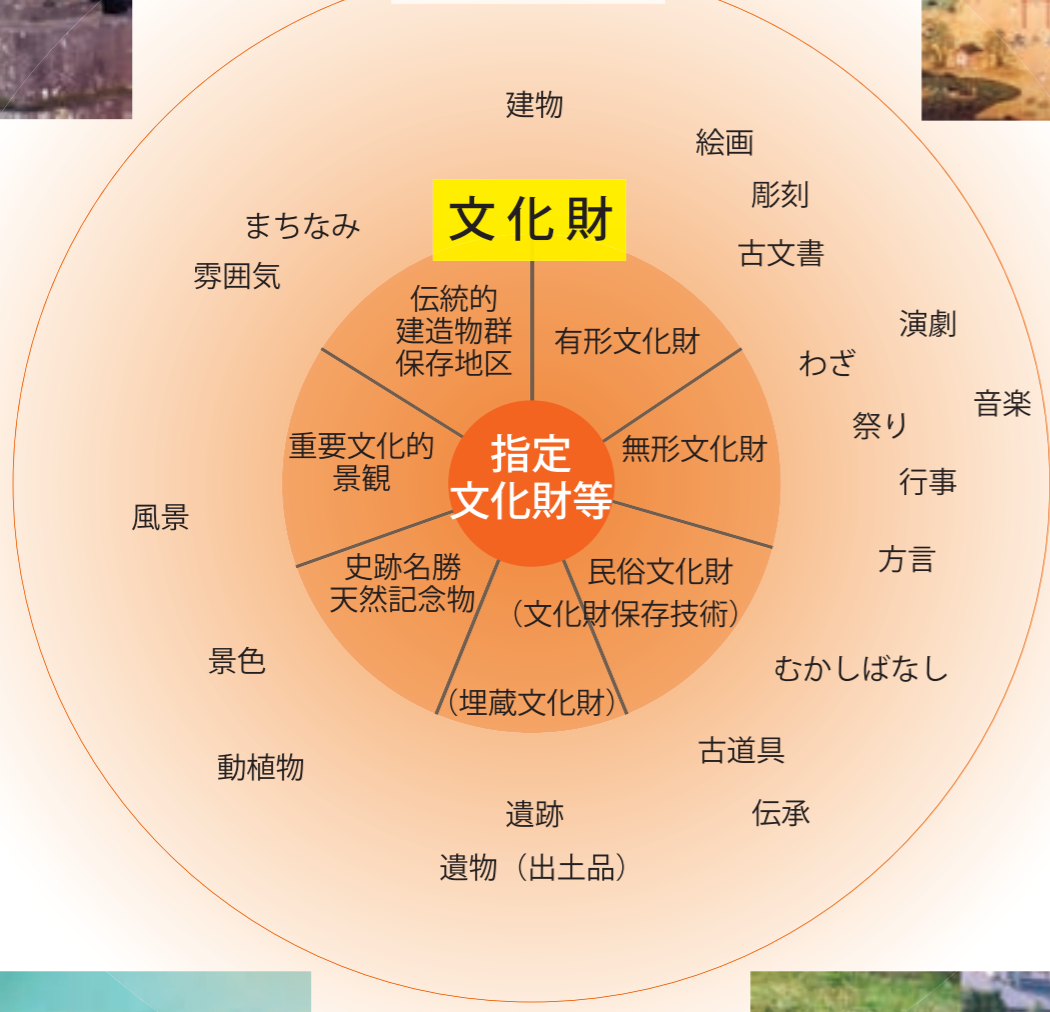 建物
絵画
彫刻
文化財
まちなみ
古文書
雰囲気
伝統的
建造物群
保存地区
有形文化財
演劇
わざ
音楽
祭り
重要文化的
景観
指定
文化財等
無形文化財
行事
風景
方言
史跡名勝
天然記念物
民俗文化財
（文化財保存技術）
景色
むかしばなし
（埋蔵文化財）
古道具
動植物
遺跡
伝承
遺物（出土品）